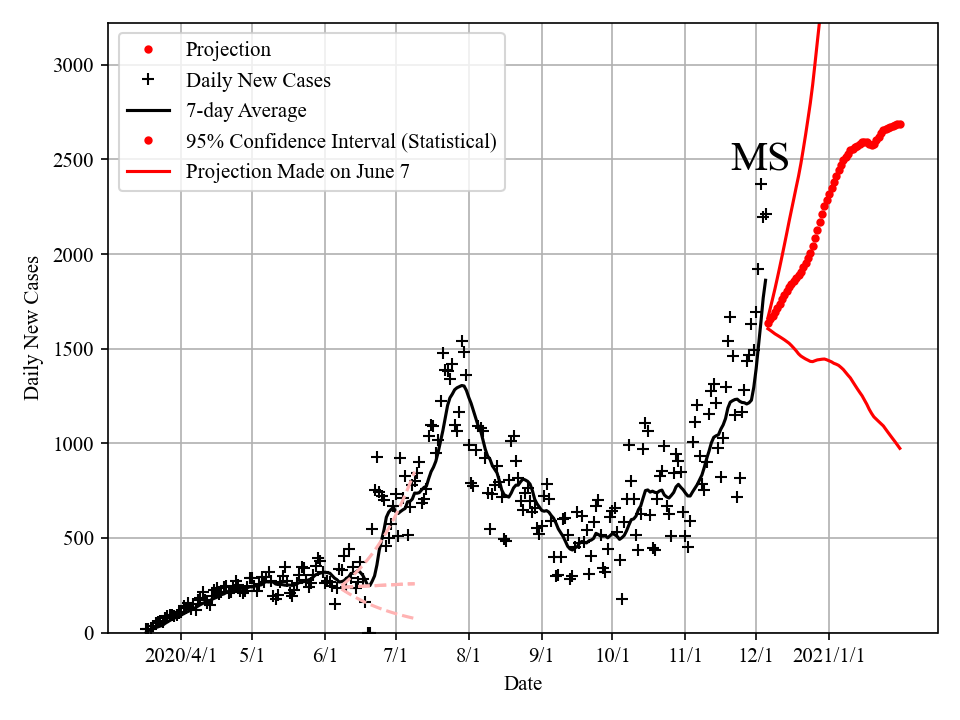 3000
2500
2000
1500
1000
500
0
Daily New Cases
Projection
Daily New Cases
7-day Average
95% Confidence Interval (Statistical)
Projection Made on June 7
MS
2020/4/1 5/1 6/1 7/1 8/1 9/1 10/1 11/1 12/1 2021/1/1
Date